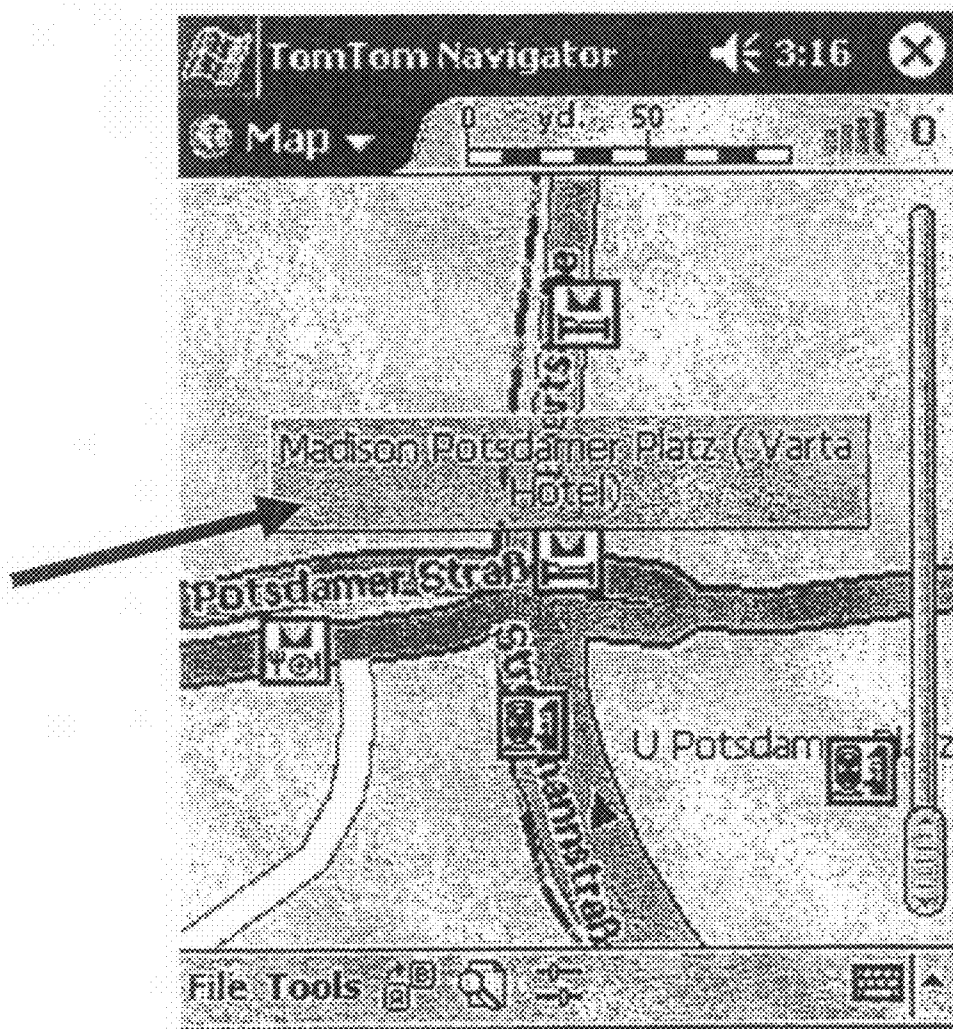 TomTom Navigator 3:16
Map
0 yd. 50 0
Madison Potsdamer Platz ( Varta
Hotel)
Potsdamer Straß
U Potsdam Platz
File Tools